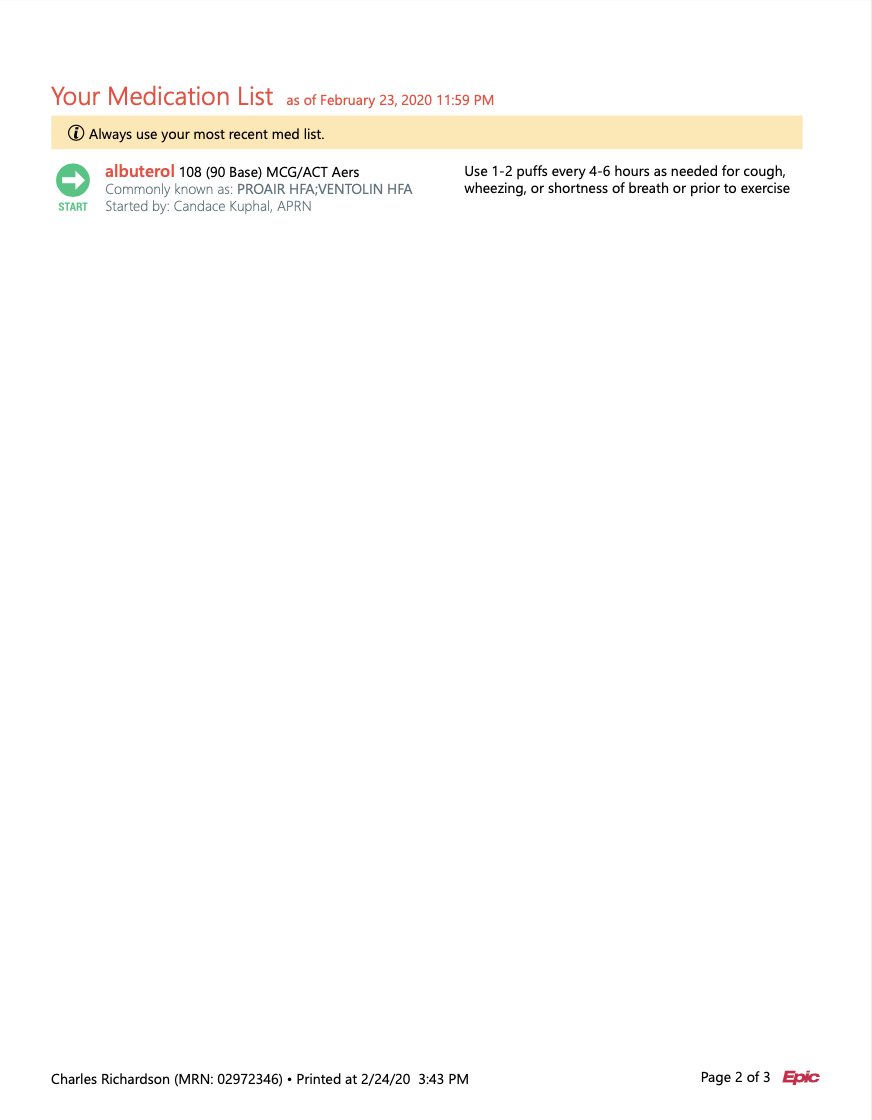 Your Medication List as of February 23, 2020 11:59 PM
i Always use your most recent med list.
albuterol 108 (90 Base) MCG/ACT Aers
Commonly known as: PROAIR HFA;VENTOLIN HFA
START Started by: Candace Kuphal, APRN
Use 1-2 puffs every 4-6 hours as needed for cough,
wheezing, or shortness of breath or prior to exercise
Charles Richardson (MRN: 02972346) • Printed at 2/24/20 3:43 PM
Page 2 of 3 Epic